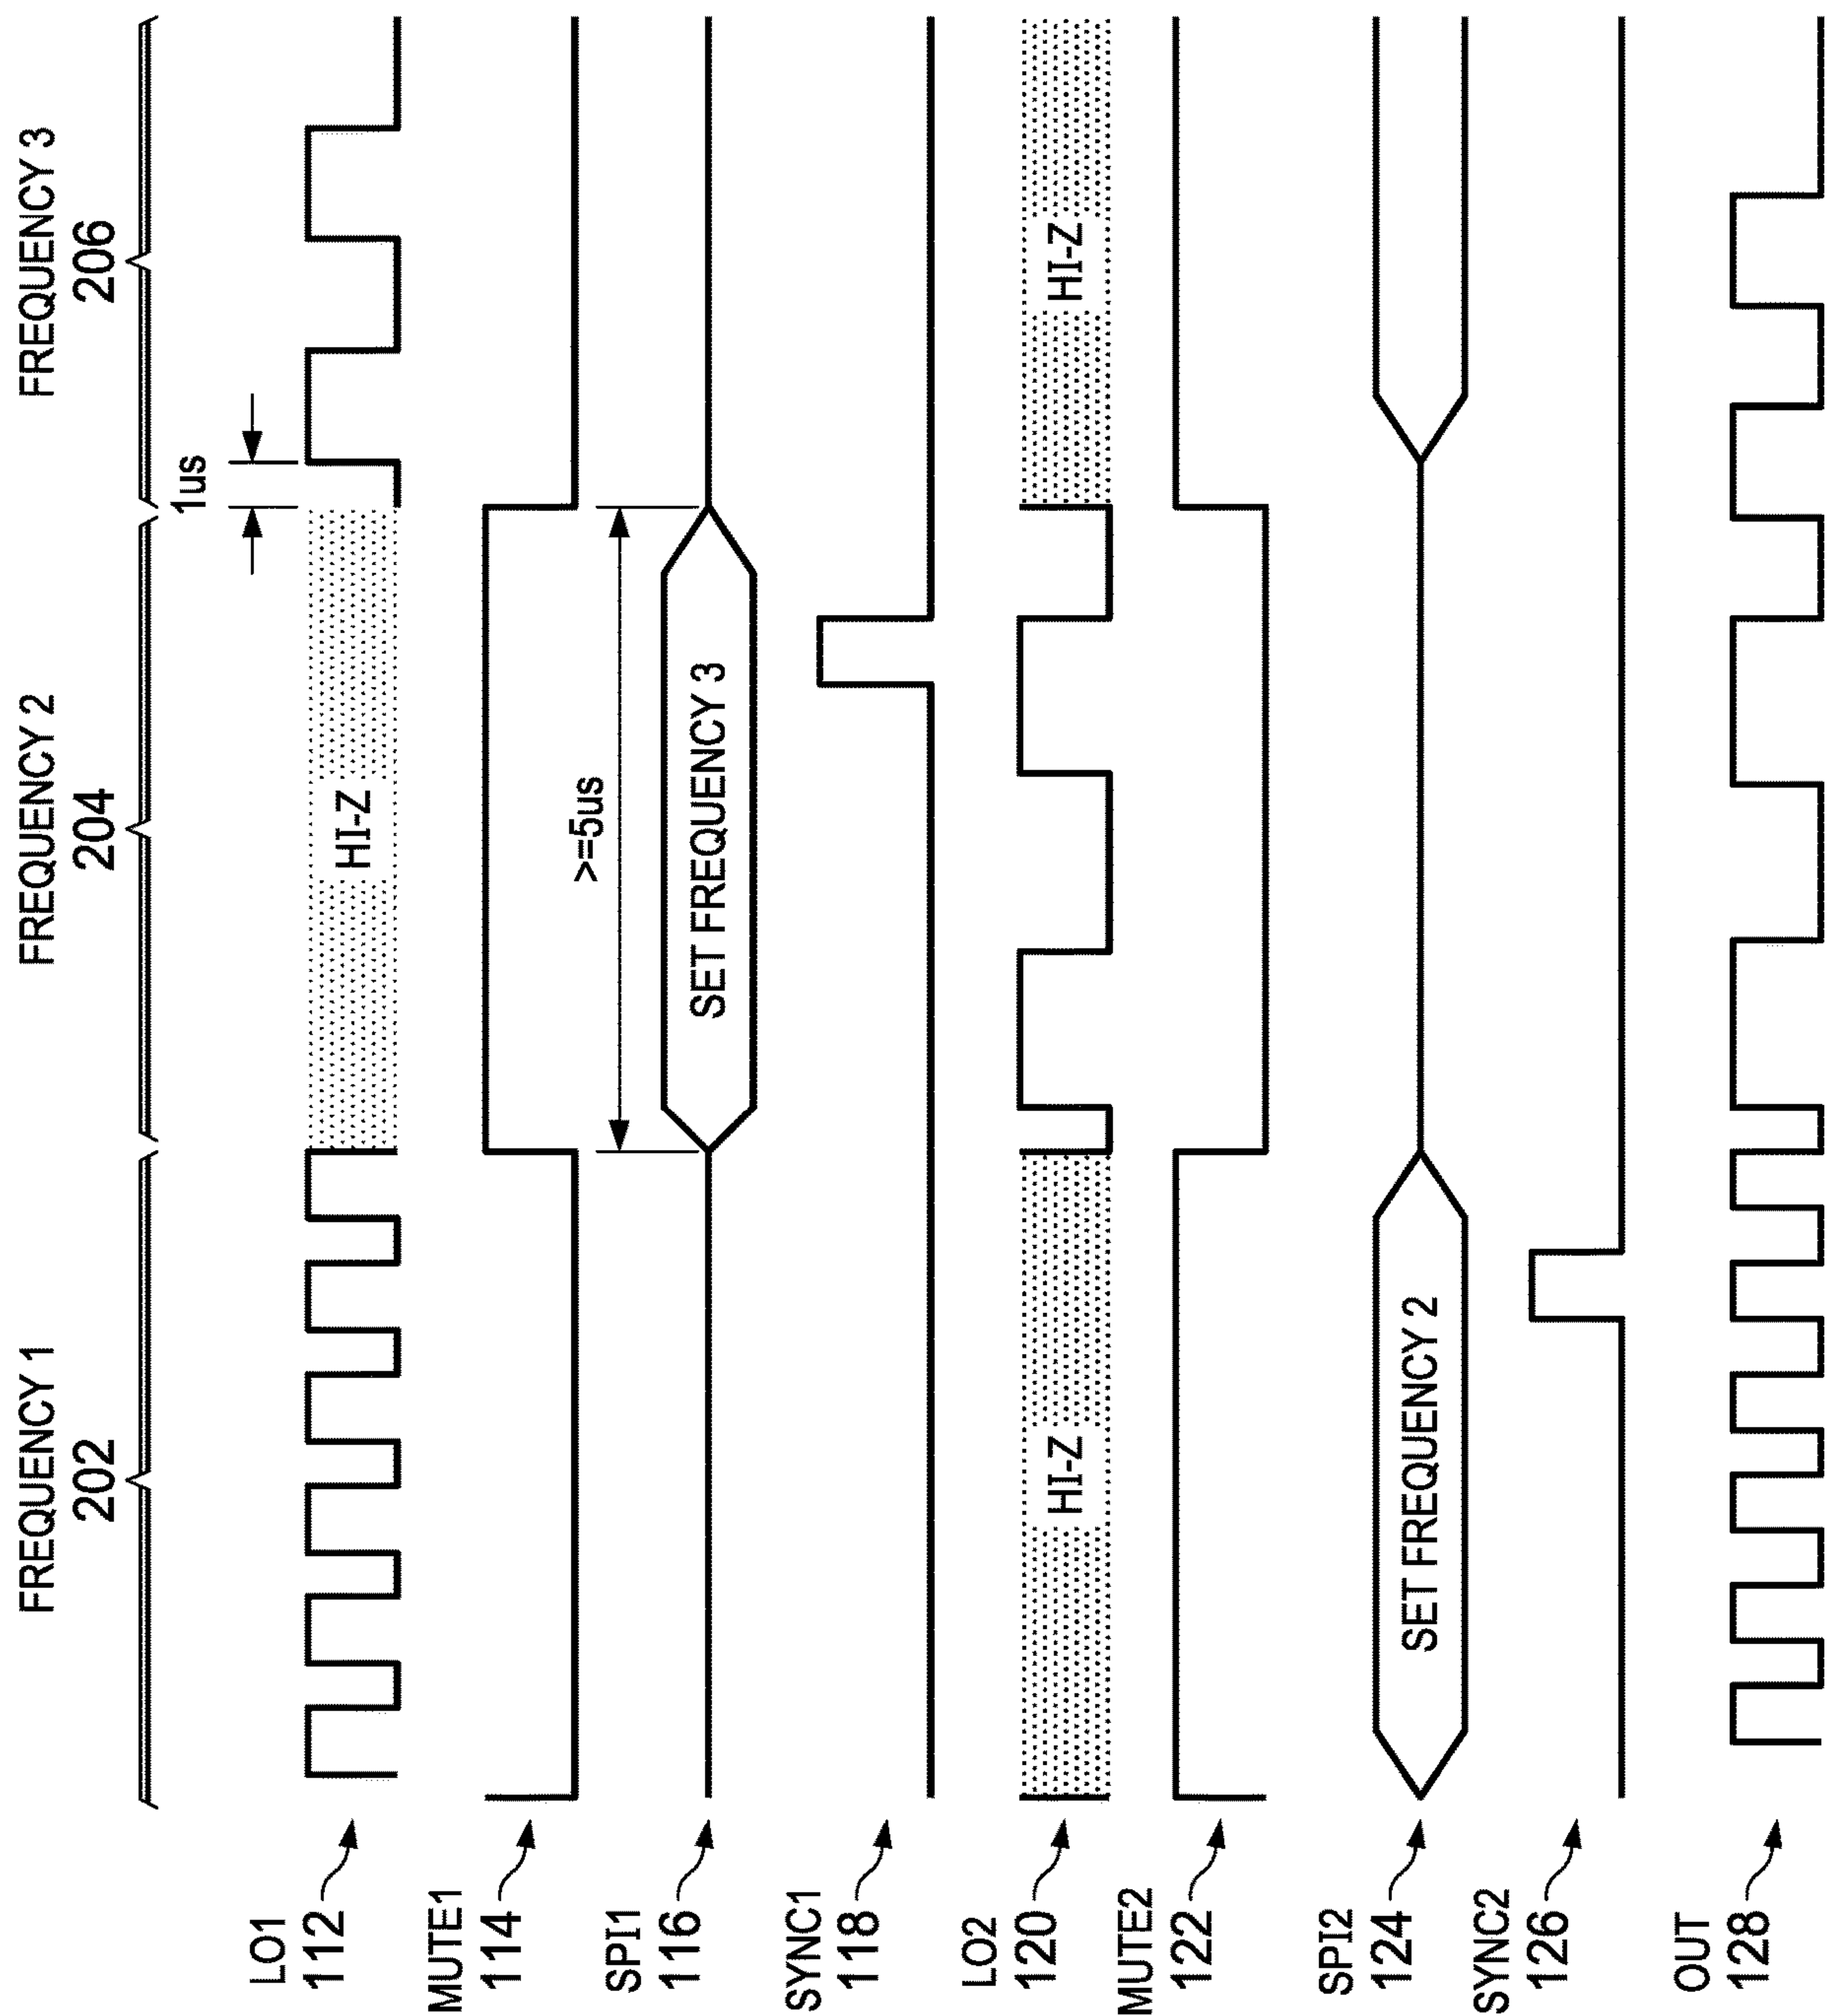 FREQUENCY 1
202
FREQUENCY 2
204
FREQUENCY 3
206
LO1
112
HI-Z
1us
MUTE1
114
>=5us
SPI1
116
SET FREQUENCY 3
SYNC1
118
LO2
120
HI-Z
HI-Z
MUTE2
122
SPI2
124
SET FREQUENCY 2
SYNC2
126
OUT
128